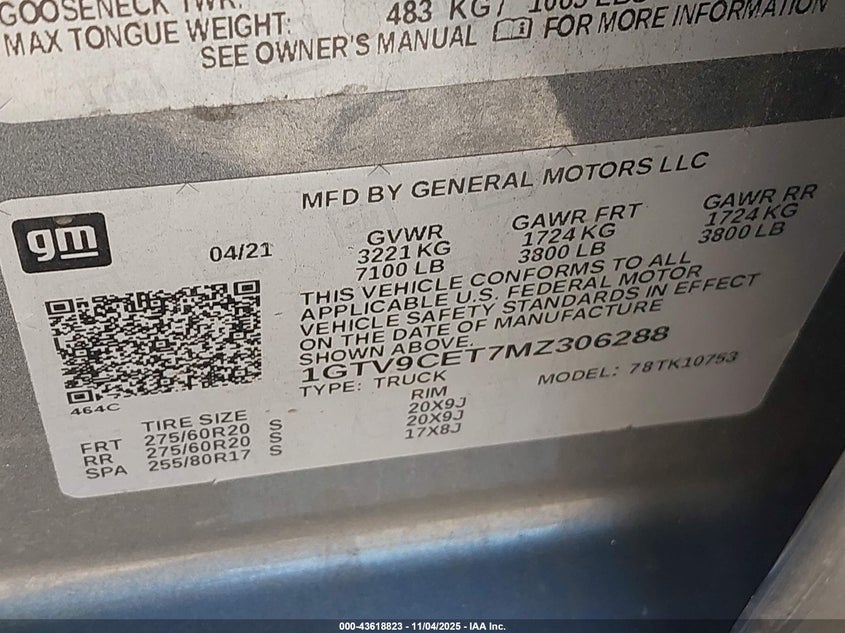 GOOSENECK TWR:
MAX TONGUE WEIGHT: 483 KG / 1065 LBS
SEE OWNER'S MANUAL FOR MORE INFORMATION
MFD BY GENERAL MOTORS LLC
gm
04/21
GVWR GAWR FRT GAWR RR
3221 KG 1724 KG 1724 KG
7100 LB 3800 LB 3800 LB
THIS VEHICLE CONFORMS TO ALL
APPLICABLE U.S. FEDERAL MOTOR
VEHICLE SAFETY STANDARDS IN EFFECT
ON THE DATE OF MANUFACTURE
SHOWN ABOVE.
1GTV9CET7MZ306288
TYPE: TRUCK MODEL: 78TK10753
464C
TIRE SIZE RIM
FRT 275/60R20 S 20X9J
RR 275/60R20 S 20X9J
SPA 255/80R17 S 17X8J
000-43618823 - 11/04/2025 - IAA Inc.